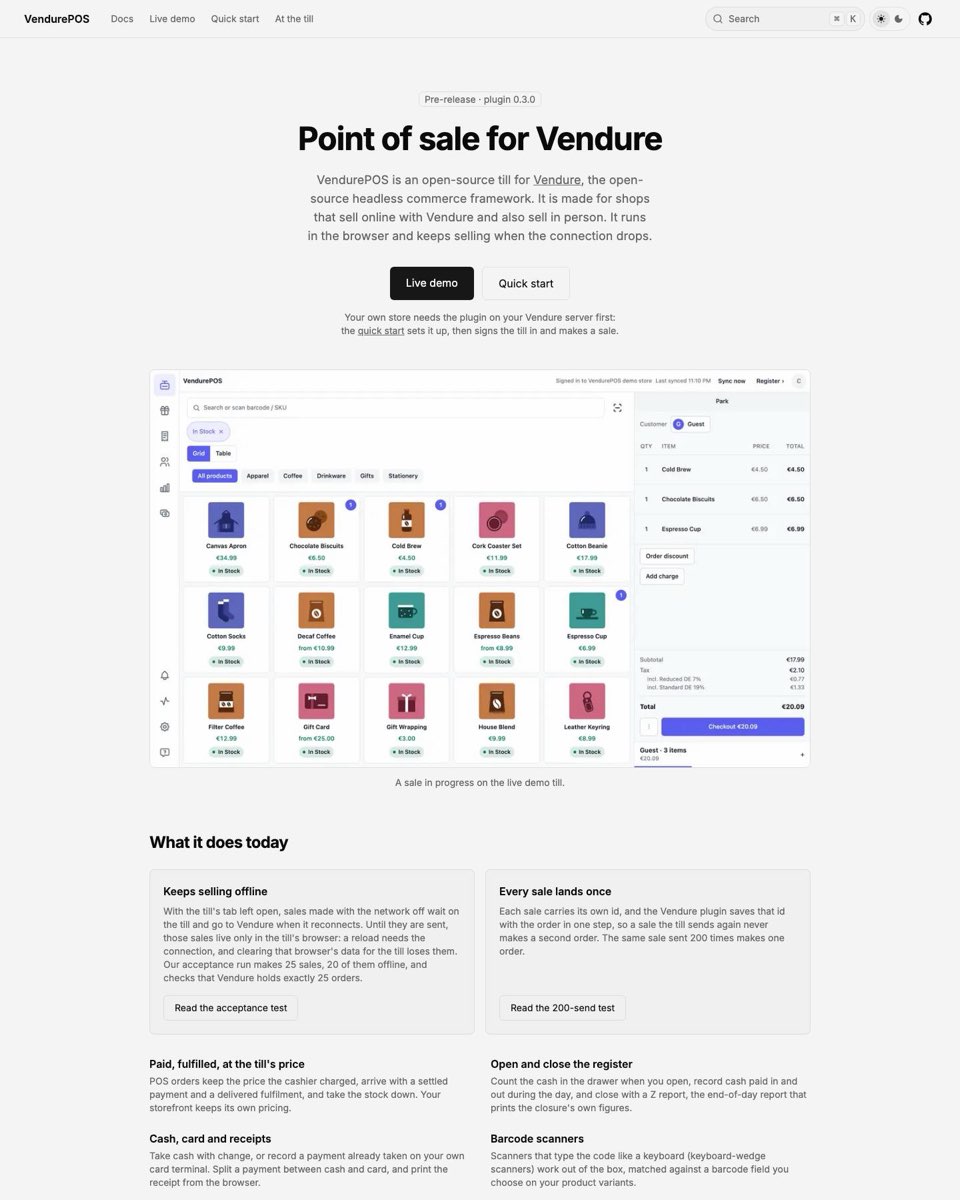 VendurePOS Docs Live demo Quick start At the till Search ⌘ K
Pre-release · plugin 0.3.0
Point of sale for Vendure
VendurePOS is an open-source till for Vendure, the open-
source headless commerce framework. It is made for shops
that sell online with Vendure and also sell in person. It runs
in the browser and keeps selling when the connection drops.
Live demo Quick start
Your own store needs the plugin on your Vendure server first:
the quick start sets it up, then signs the till in and makes a sale.
VendurePOS Signed in to VendurePOS demo store Last synced 11:10 PM Sync now Register › C
Search or scan barcode / SKU
In Stock ×
Grid Table
All products Apparel Coffee Drinkware Gifts Stationery
Canvas Apron
€34.99
In Stock
1
Chocolate Biscuits
€6.50
In Stock
1
Cold Brew
€4.50
In Stock
Cork Coaster Set
€11.99
In Stock
Cotton Beanie
€17.99
In Stock
Cotton Socks
€9.99
In Stock
Decaf Coffee
from €10.99
In Stock
Enamel Cup
€12.99
In Stock
Espresso Beans
from €8.99
In Stock
1
Espresso Cup
€6.99
In Stock
Filter Coffee
€12.99
In Stock
Gift Card
from €25.00
In Stock
Gift Wrapping
€3.00
In Stock
House Blend
€9.99
In Stock
Leather Keyring
€8.99
In Stock
Park
Customer G Guest
QTY ITEM PRICE TOTAL
1 Cold Brew €4.50 €4.50
1 Chocolate Biscuits €6.50 €6.50
1 Espresso Cup €6.99 €6.99
Order discount
Add charge
Subtotal €17.99
Tax €2.10
incl. Reduced DE 7% €0.77
incl. Standard DE 19% €1.33
Total €20.09
Checkout €20.09
Guest · 3 items +
€20.09
A sale in progress on the live demo till.
What it does today
Keeps selling offline
With the till's tab left open, sales made with the network off wait on
the till and go to Vendure when it reconnects. Until they are sent,
those sales live only in the till's browser: a reload needs the
connection, and clearing that browser's data for the till loses them.
Our acceptance run makes 25 sales, 20 of them offline, and
checks that Vendure holds exactly 25 orders.
Read the acceptance test
Every sale lands once
Each sale carries its own id, and the Vendure plugin saves that id
with the order in one step, so a sale the till sends again never
makes a second order. The same sale sent 200 times makes one
order.
Read the 200-send test
Paid, fulfilled, at the till's price
POS orders keep the price the cashier charged, arrive with a settled
payment and a delivered fulfilment, and take the stock down. Your
storefront keeps its own pricing.
Open and close the register
Count the cash in the drawer when you open, record cash paid in and
out during the day, and close with a Z report, the end-of-day report that
prints the closure's own figures.
Cash, card and receipts
Take cash with change, or record a payment already taken on your own
card terminal. Split a payment between cash and card, and print the
receipt from the browser.
Barcode scanners
Scanners that type the code like a keyboard (keyboard-wedge
scanners) work out of the box, matched against a barcode field you
choose on your product variants.